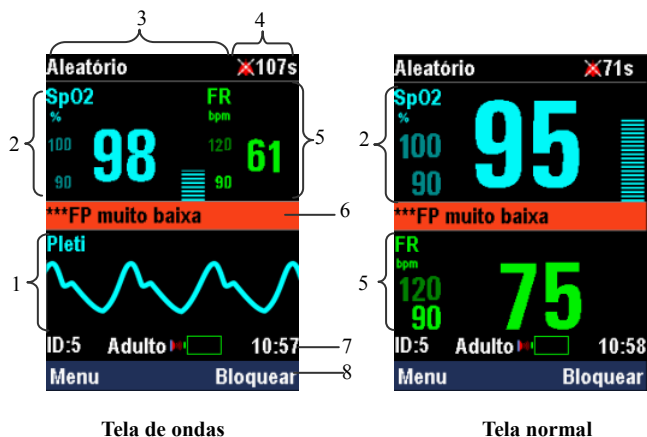 3
4
Aleatório 107s
SpO2 FR
% bpm
100 98 120 61
90 90
2
5
***FP muito baixa
6
Pleti
1
ID:5 Adulto 10:57
7
Menu Bloquear
8
Tela de ondas
Aleatório 71s
SpO2
%
100 95
90
2
***FP muito baixa
FR
bpm
120 75
90
5
ID:5 Adulto 10:58
Menu Bloquear
Tela normal